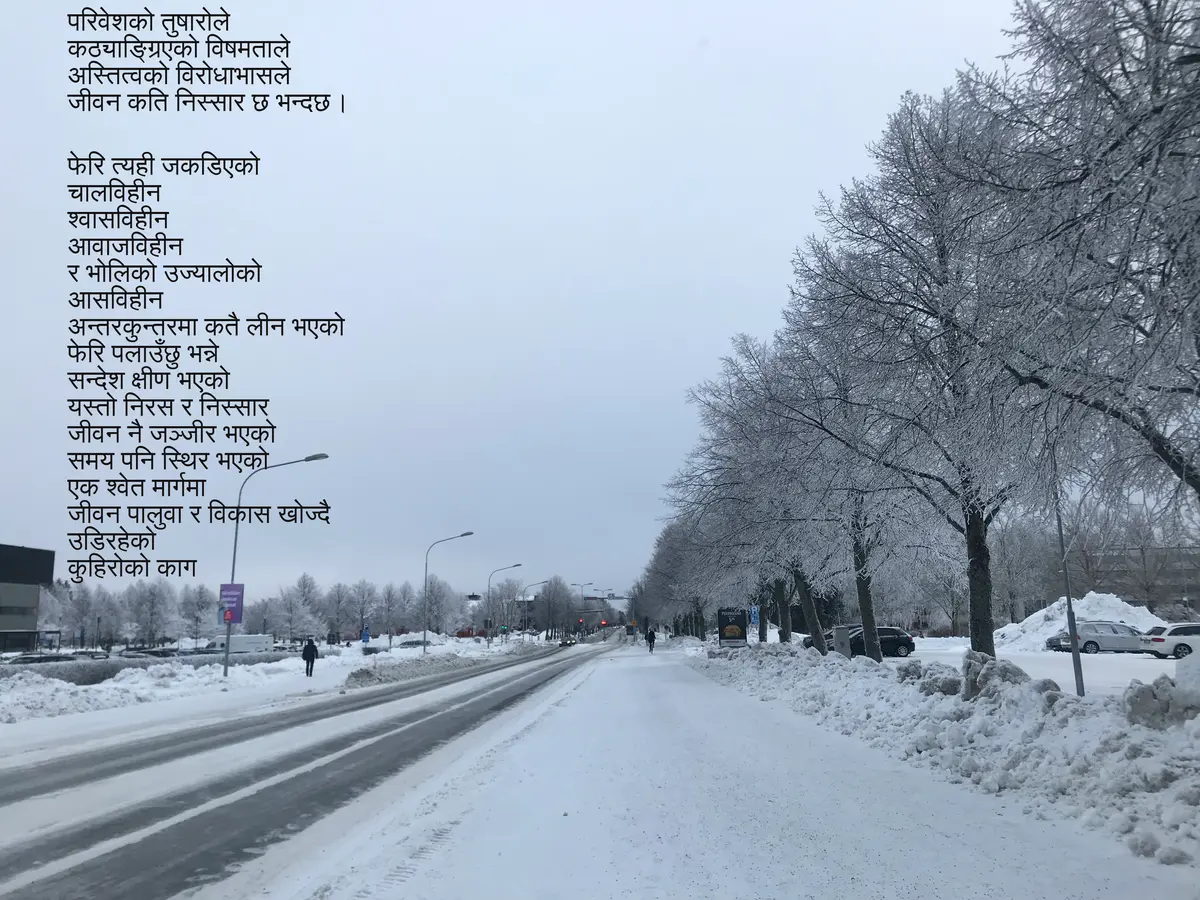 परिवेशको तुषारोले
कठ्याङ्ग्रिएको विषमताले
अस्तित्वको विरोधाभासले
जीवन कति निस्सार छ भन्दछ ।
फेरि त्यही जकडिएको
चालविहीन
श्वासविहीन
आवाजविहीन
र भोलिको उज्यालोको
आसविहीन
अन्तरकुन्तरमा कतै लीन भएको
फेरि पलाउँछु भन्ने
सन्देश क्षीण भएको
यस्तो निरस र निस्सार
जीवन नै जञ्जीर भएको
समय पनि स्थिर भएको
एक श्वेत मार्गमा
जीवन पालुवा र विकास खोज्दै
उडिरहेको
कुहिरोको काग